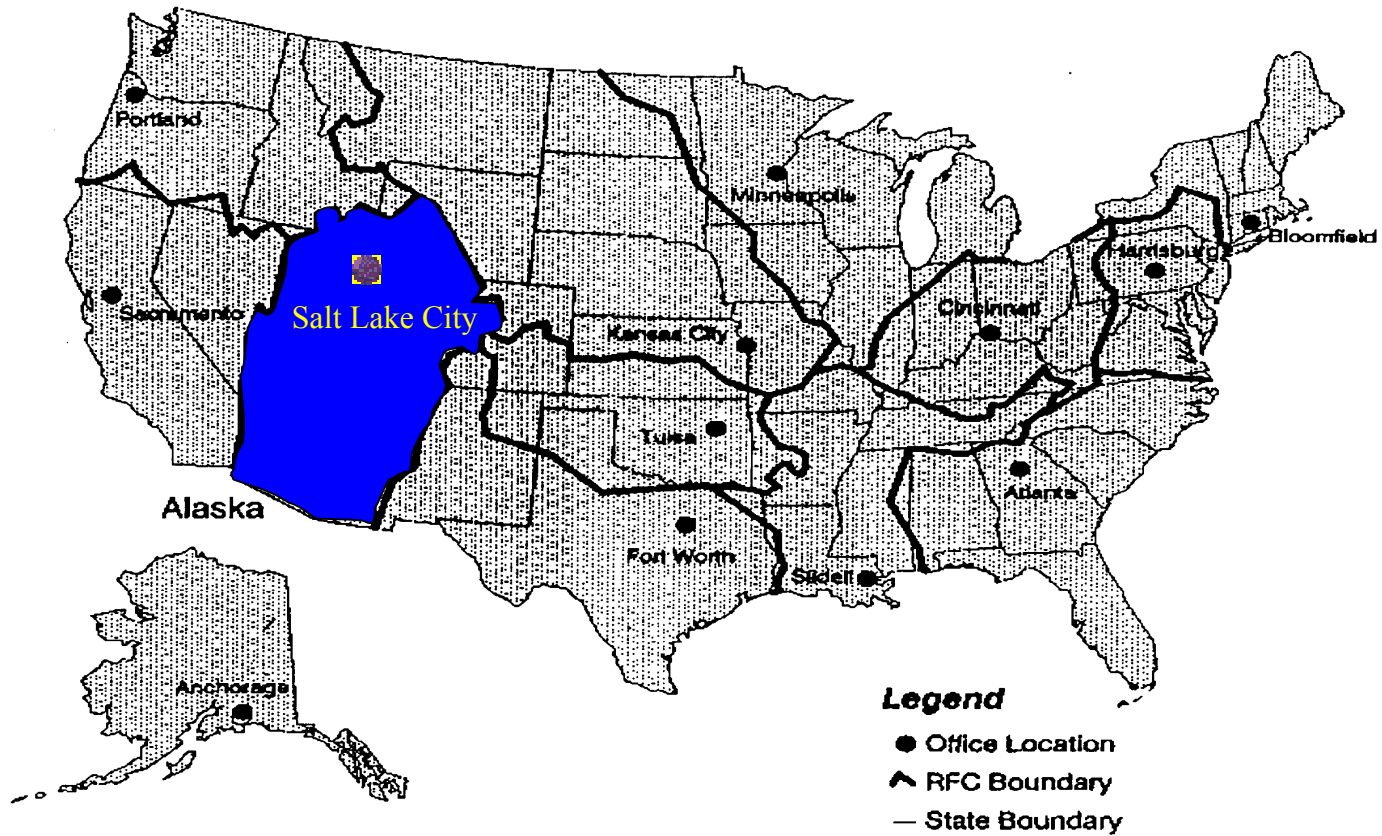 Portland
Minneapolis
Bloomfield
Harrisburg
Sacramento
Salt Lake City
Cincinnati
Kansas City
Tulsa
Atlanta
Alaska
Fort Worth
Slidell
Anchorage
Legend
Office Location
RFC Boundary
State Boundary